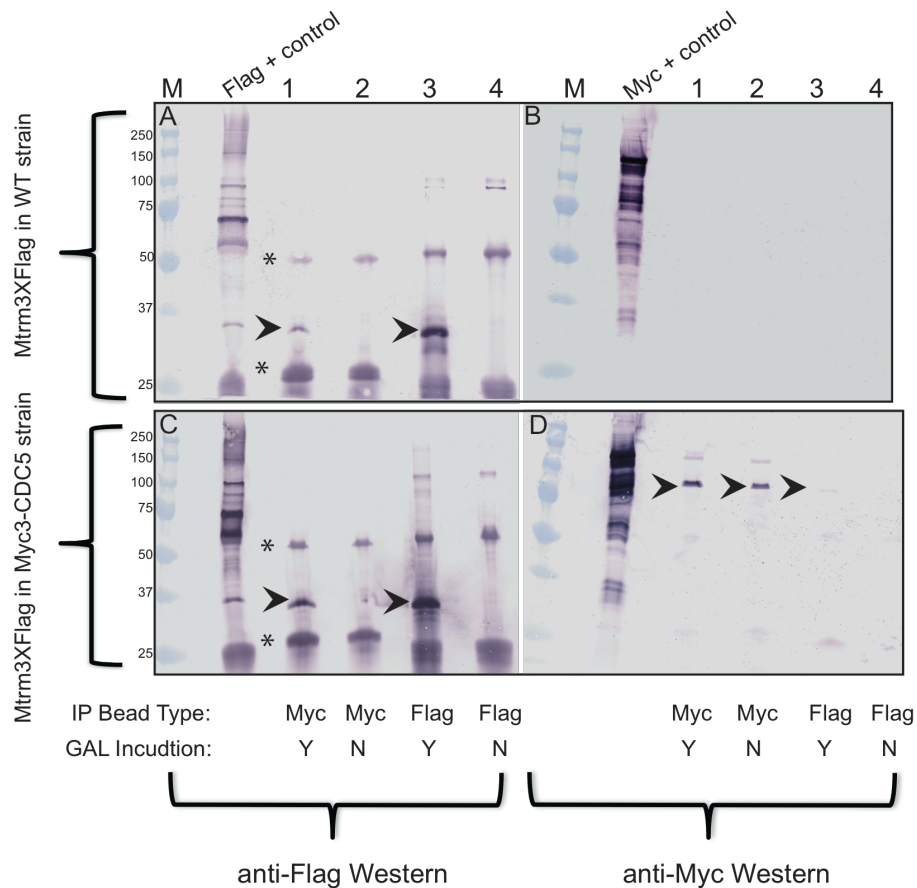 M Flag + control 1 2 3 4 M Myc + control 1 2 3 4
Mtrm3XFlag in WT strain
A
250
150
100
75
50
37
25
*
*
B
Mtrm3XFlag in Myc3-CDC5 strain
C
250
150
100
75
50
37
25
*
*
D
IP Bead Type: Myc Myc Flag Flag Myc Myc Flag Flag
GAL Incudtion: Y N Y N Y N Y N
anti-Flag Western anti-Myc Western